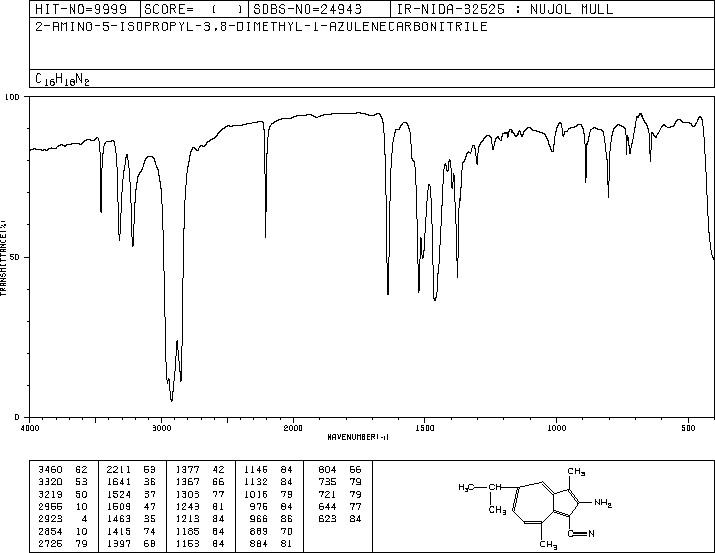 HIT-NO=9999 SCORE= ( ) SDBS-NO=24943 IR-NIDA-32525 : NUJOL MULL
2-AMINO-5-ISOPROPYL-3,8-DIMETHYL-1-AZULENECARBONITRILE
C16H18N2
100
50
0
TRANSMITTANCE(%)
4000 3000 2000 1500 1000 500
WAVENUMBER(-1)
3460 62 2211 53 1377 42 1145 84 804 66
3320 53 1641 36 1367 66 1132 84 735 79
3219 50 1524 37 1303 77 1016 79 721 79
2955 10 1509 47 1243 81 975 84 644 77
2923 4 1463 35 1213 84 966 86 623 84
2854 10 1415 74 1185 84 889 70
2725 79 1397 68 1153 84 884 81
CH3
H3C CH
NH2
CH3
C N
CH3